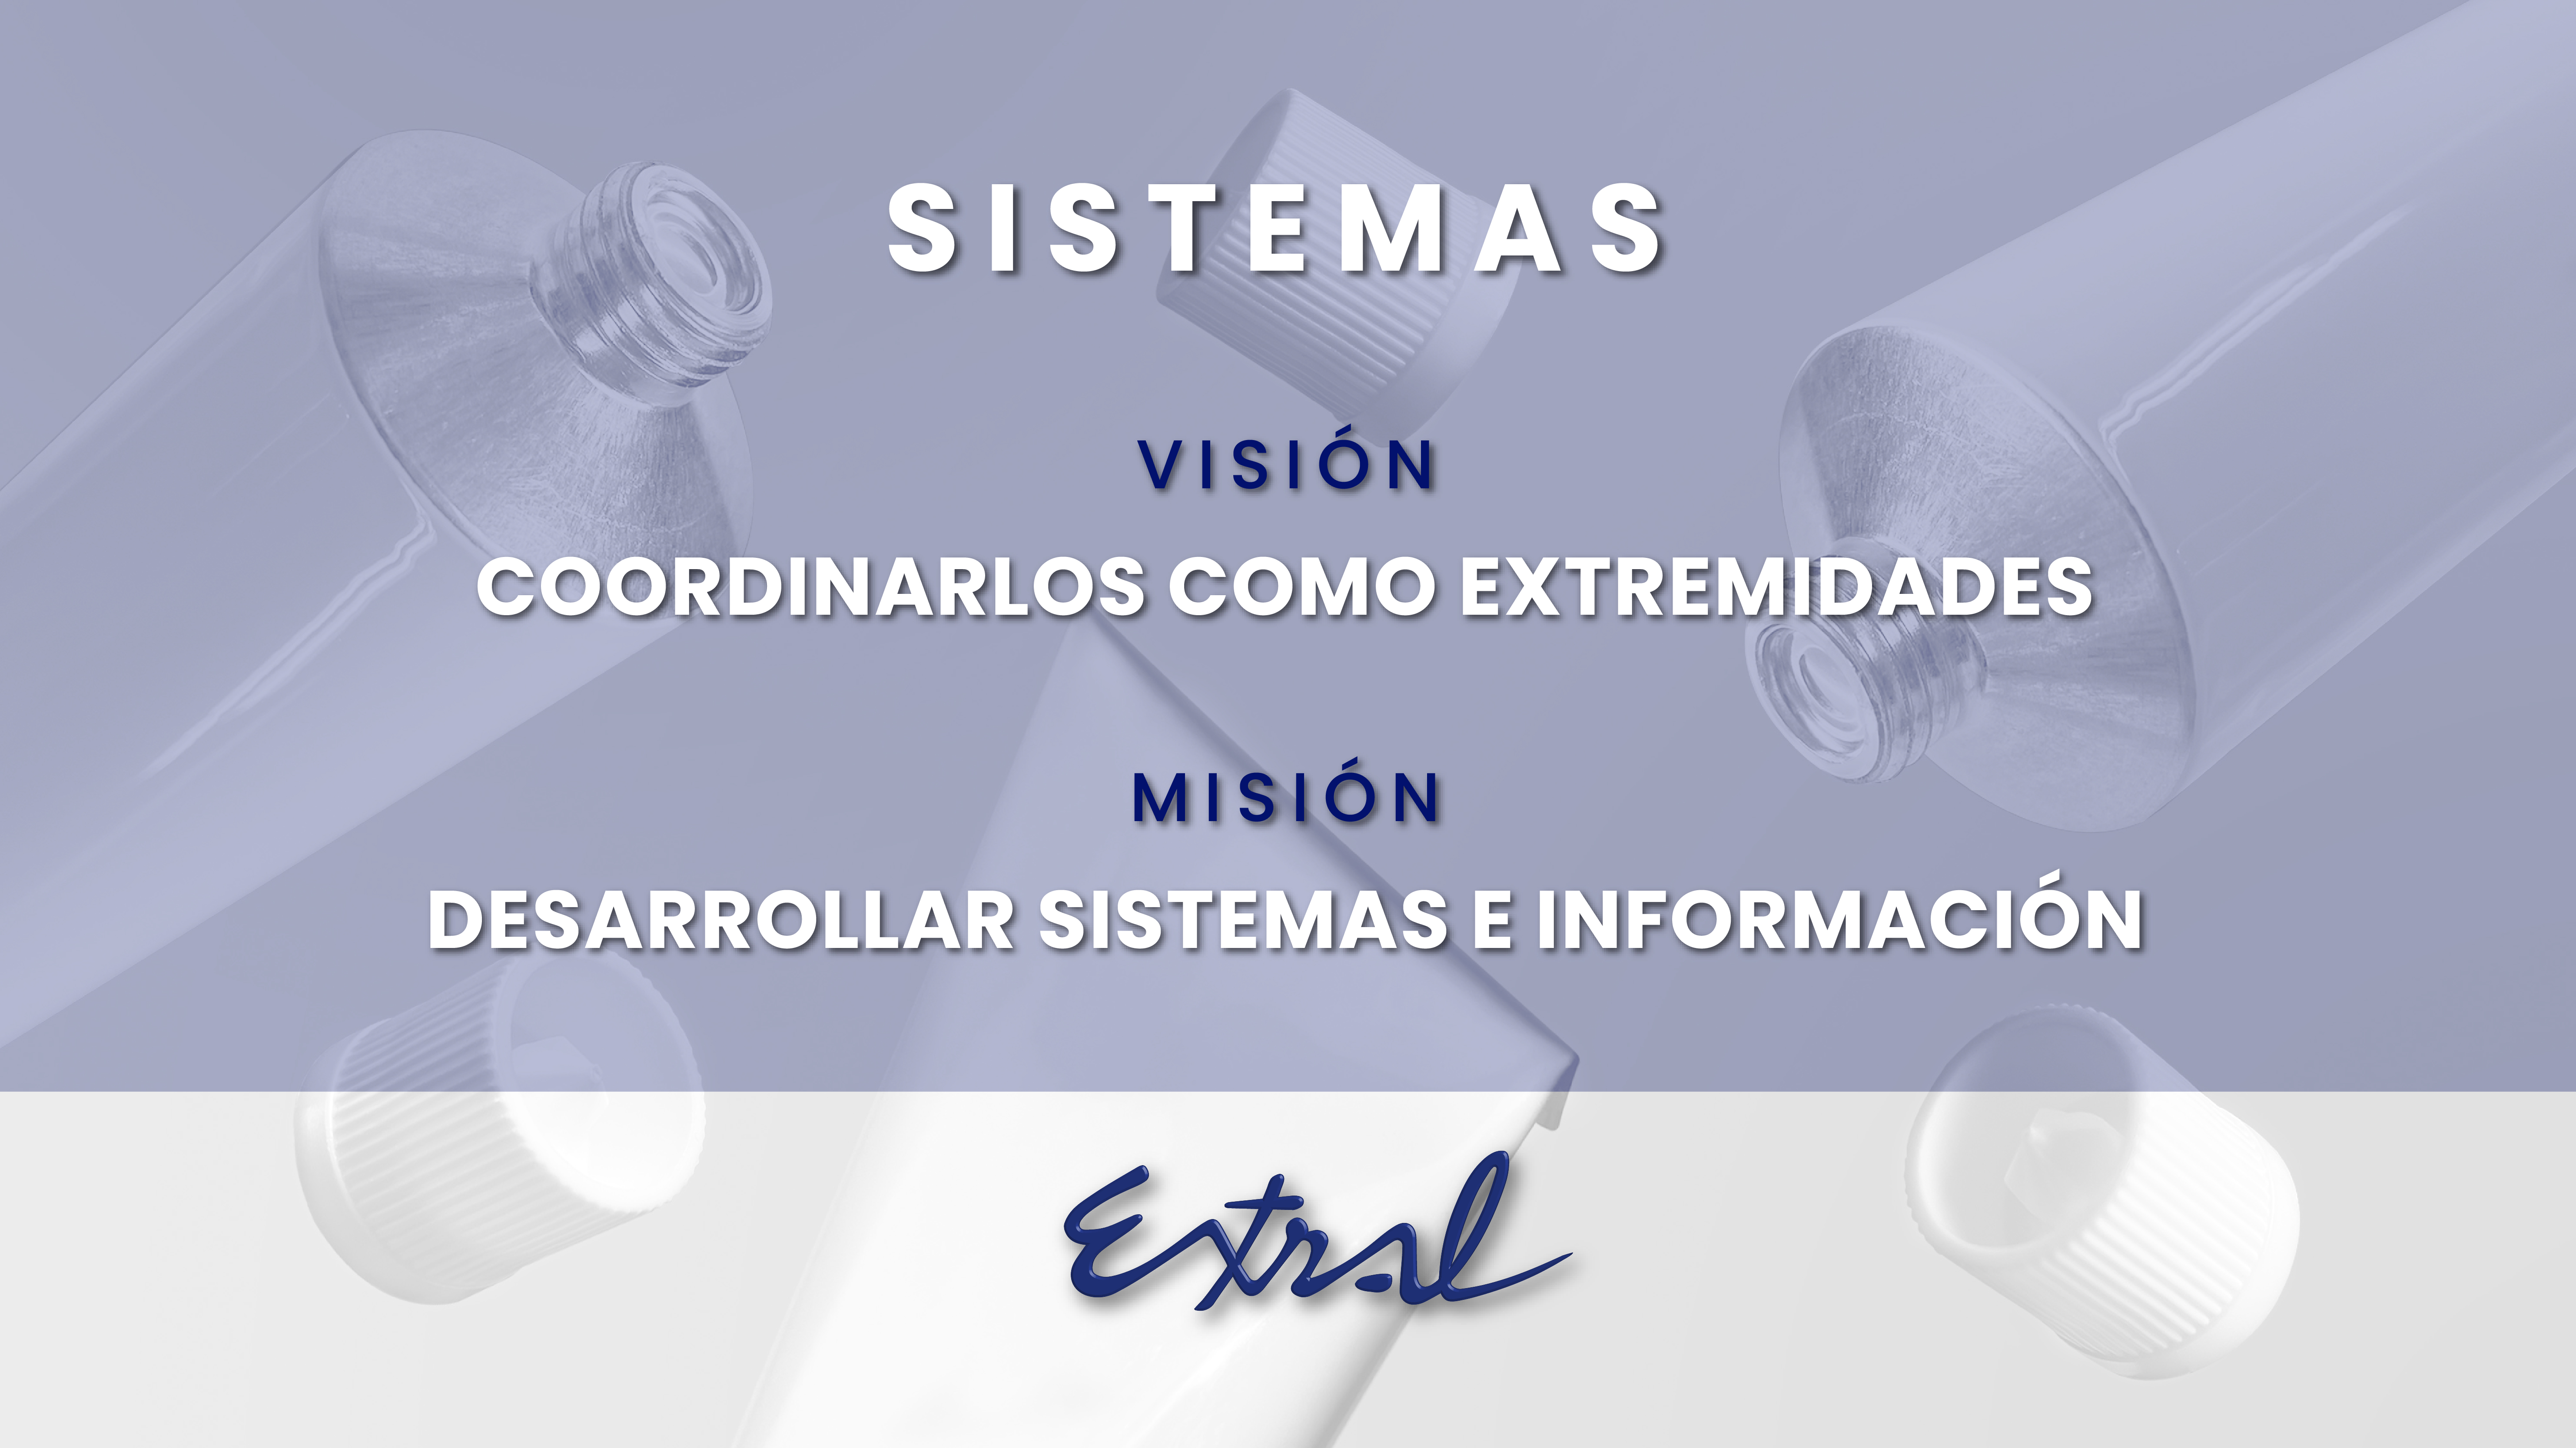 SISTEMAS
VISIÓN
COORDINARLOS COMO EXTREMIDADES
MISIÓN
DESARROLLAR SISTEMAS E INFORMACIÓN
Extral